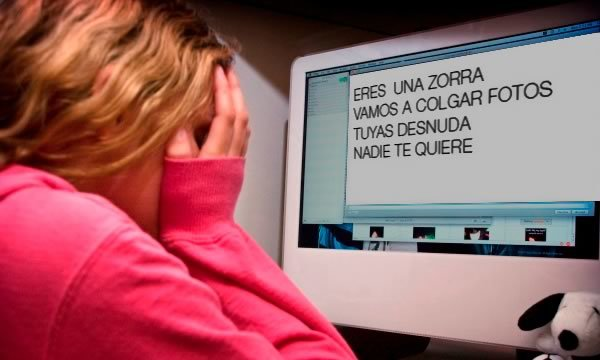 ERES UNA ZORRA
VAMOS A COLGAR FOTOS
TUYAS DESNUDA
NADIE TE QUIERE